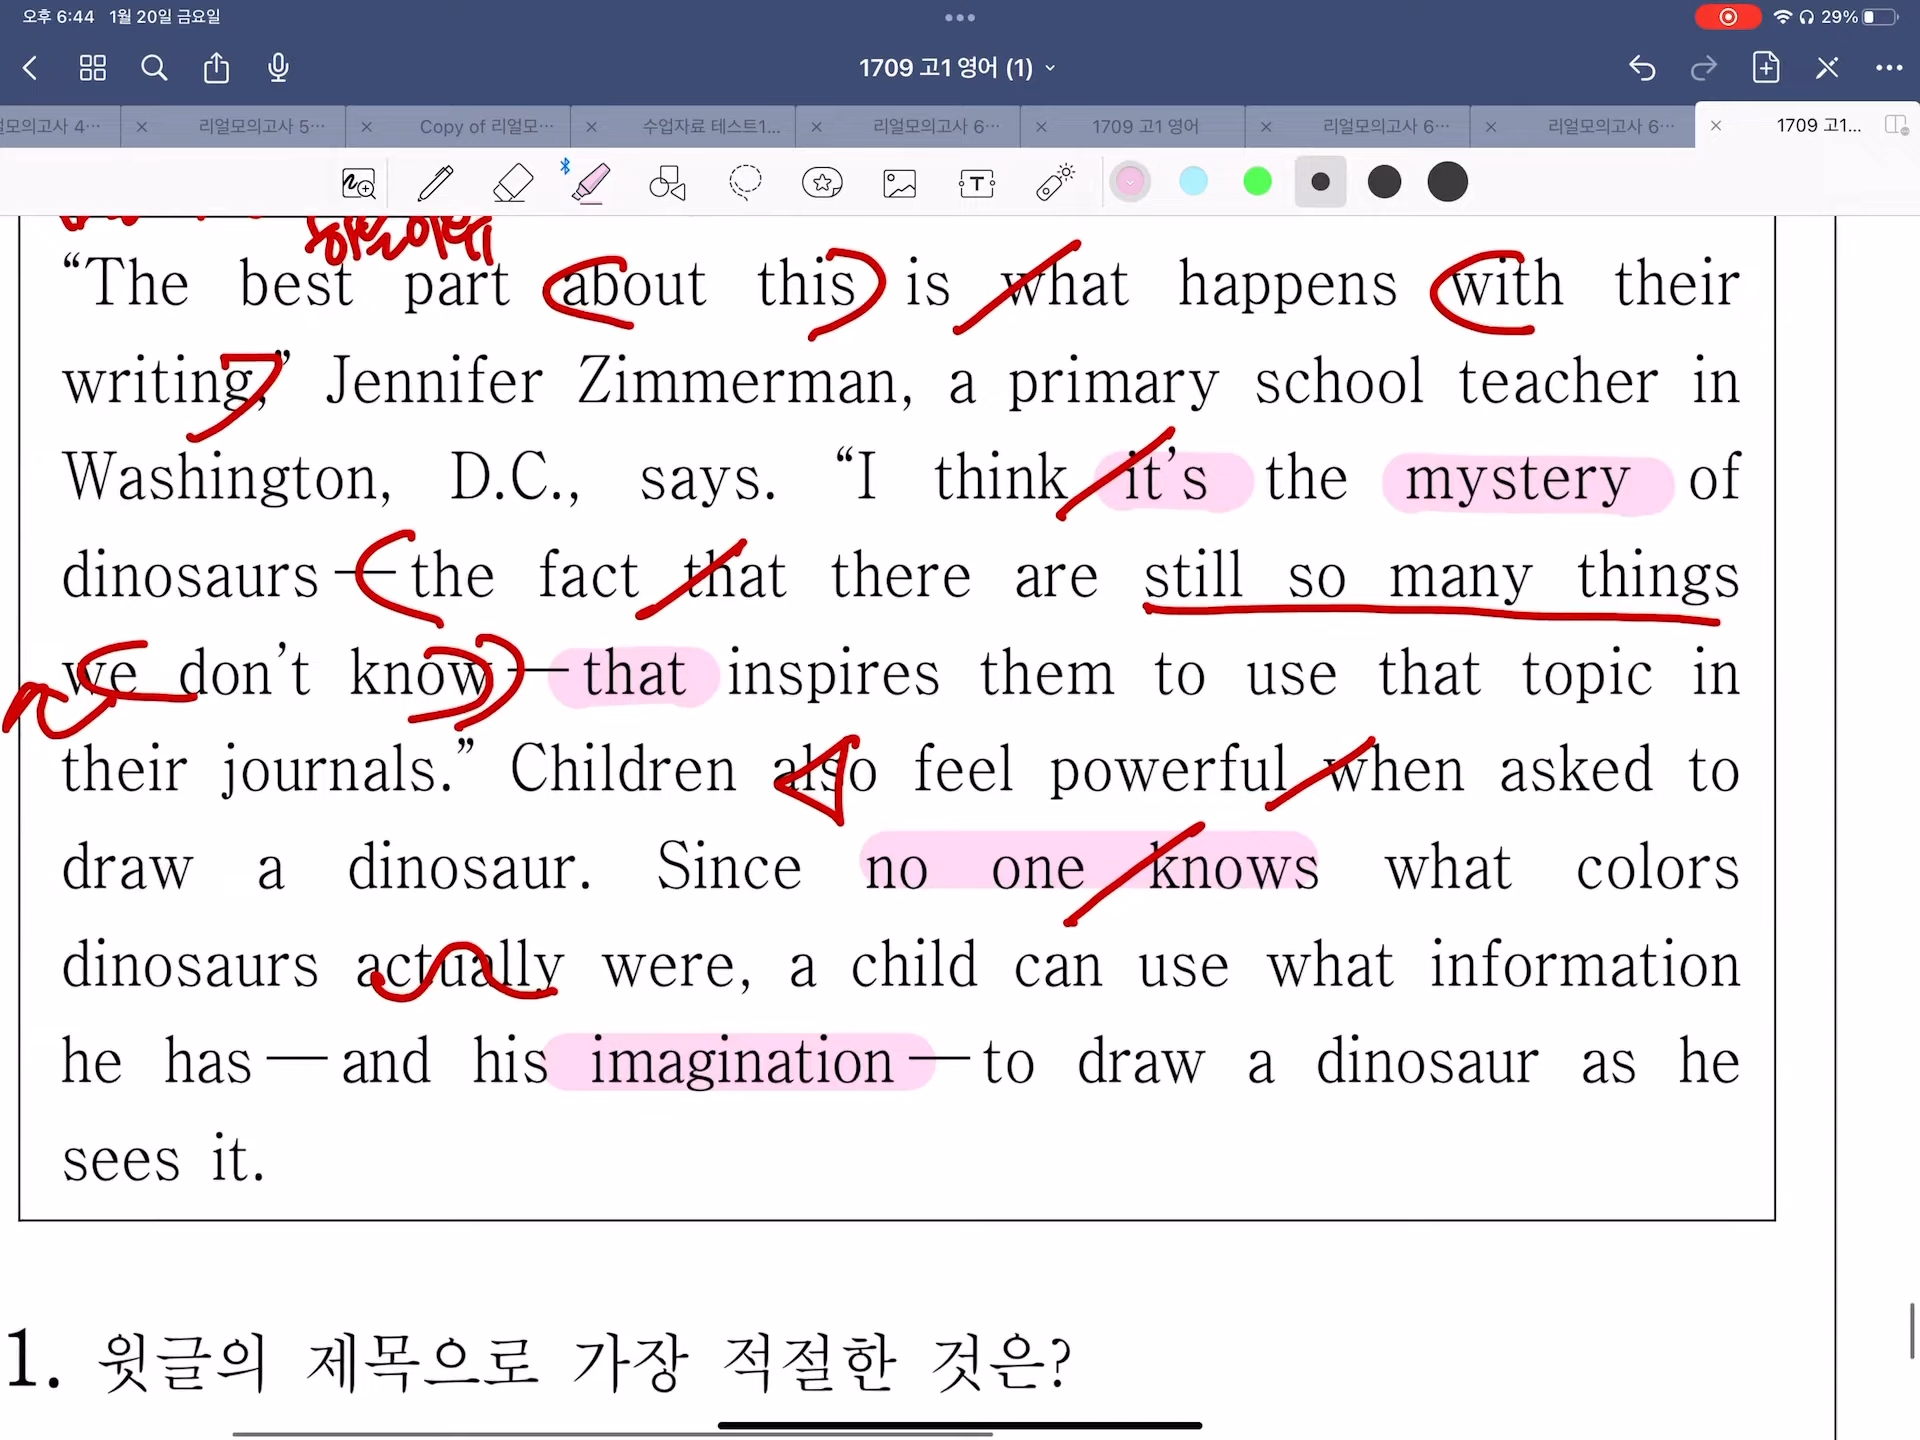 오후 6:44 1월 20일 금요일
29%
1709 고1 영어 (1)
모의고사 4…
리얼모의고사 5…
Copy of 리얼모…
수업자료 테스트1...
리얼모의고사 6…
1709 고1 영어
리얼모의고사 6…
리얼모의고사 6…
1709 고1...
“The best part about this is what happens with their
writing,” Jennifer Zimmerman, a primary school teacher in
Washington, D.C., says. “I think it’s the mystery of
dinosaurs — the fact that there are still so many things
we don’t know — that inspires them to use that topic in
their journals.” Children also feel powerful when asked to
draw a dinosaur. Since no one knows what colors
dinosaurs actually were, a child can use what information
he has — and his imagination — to draw a dinosaur as he
sees it.
1. 윗글의 제목으로 가장 적절한 것은?